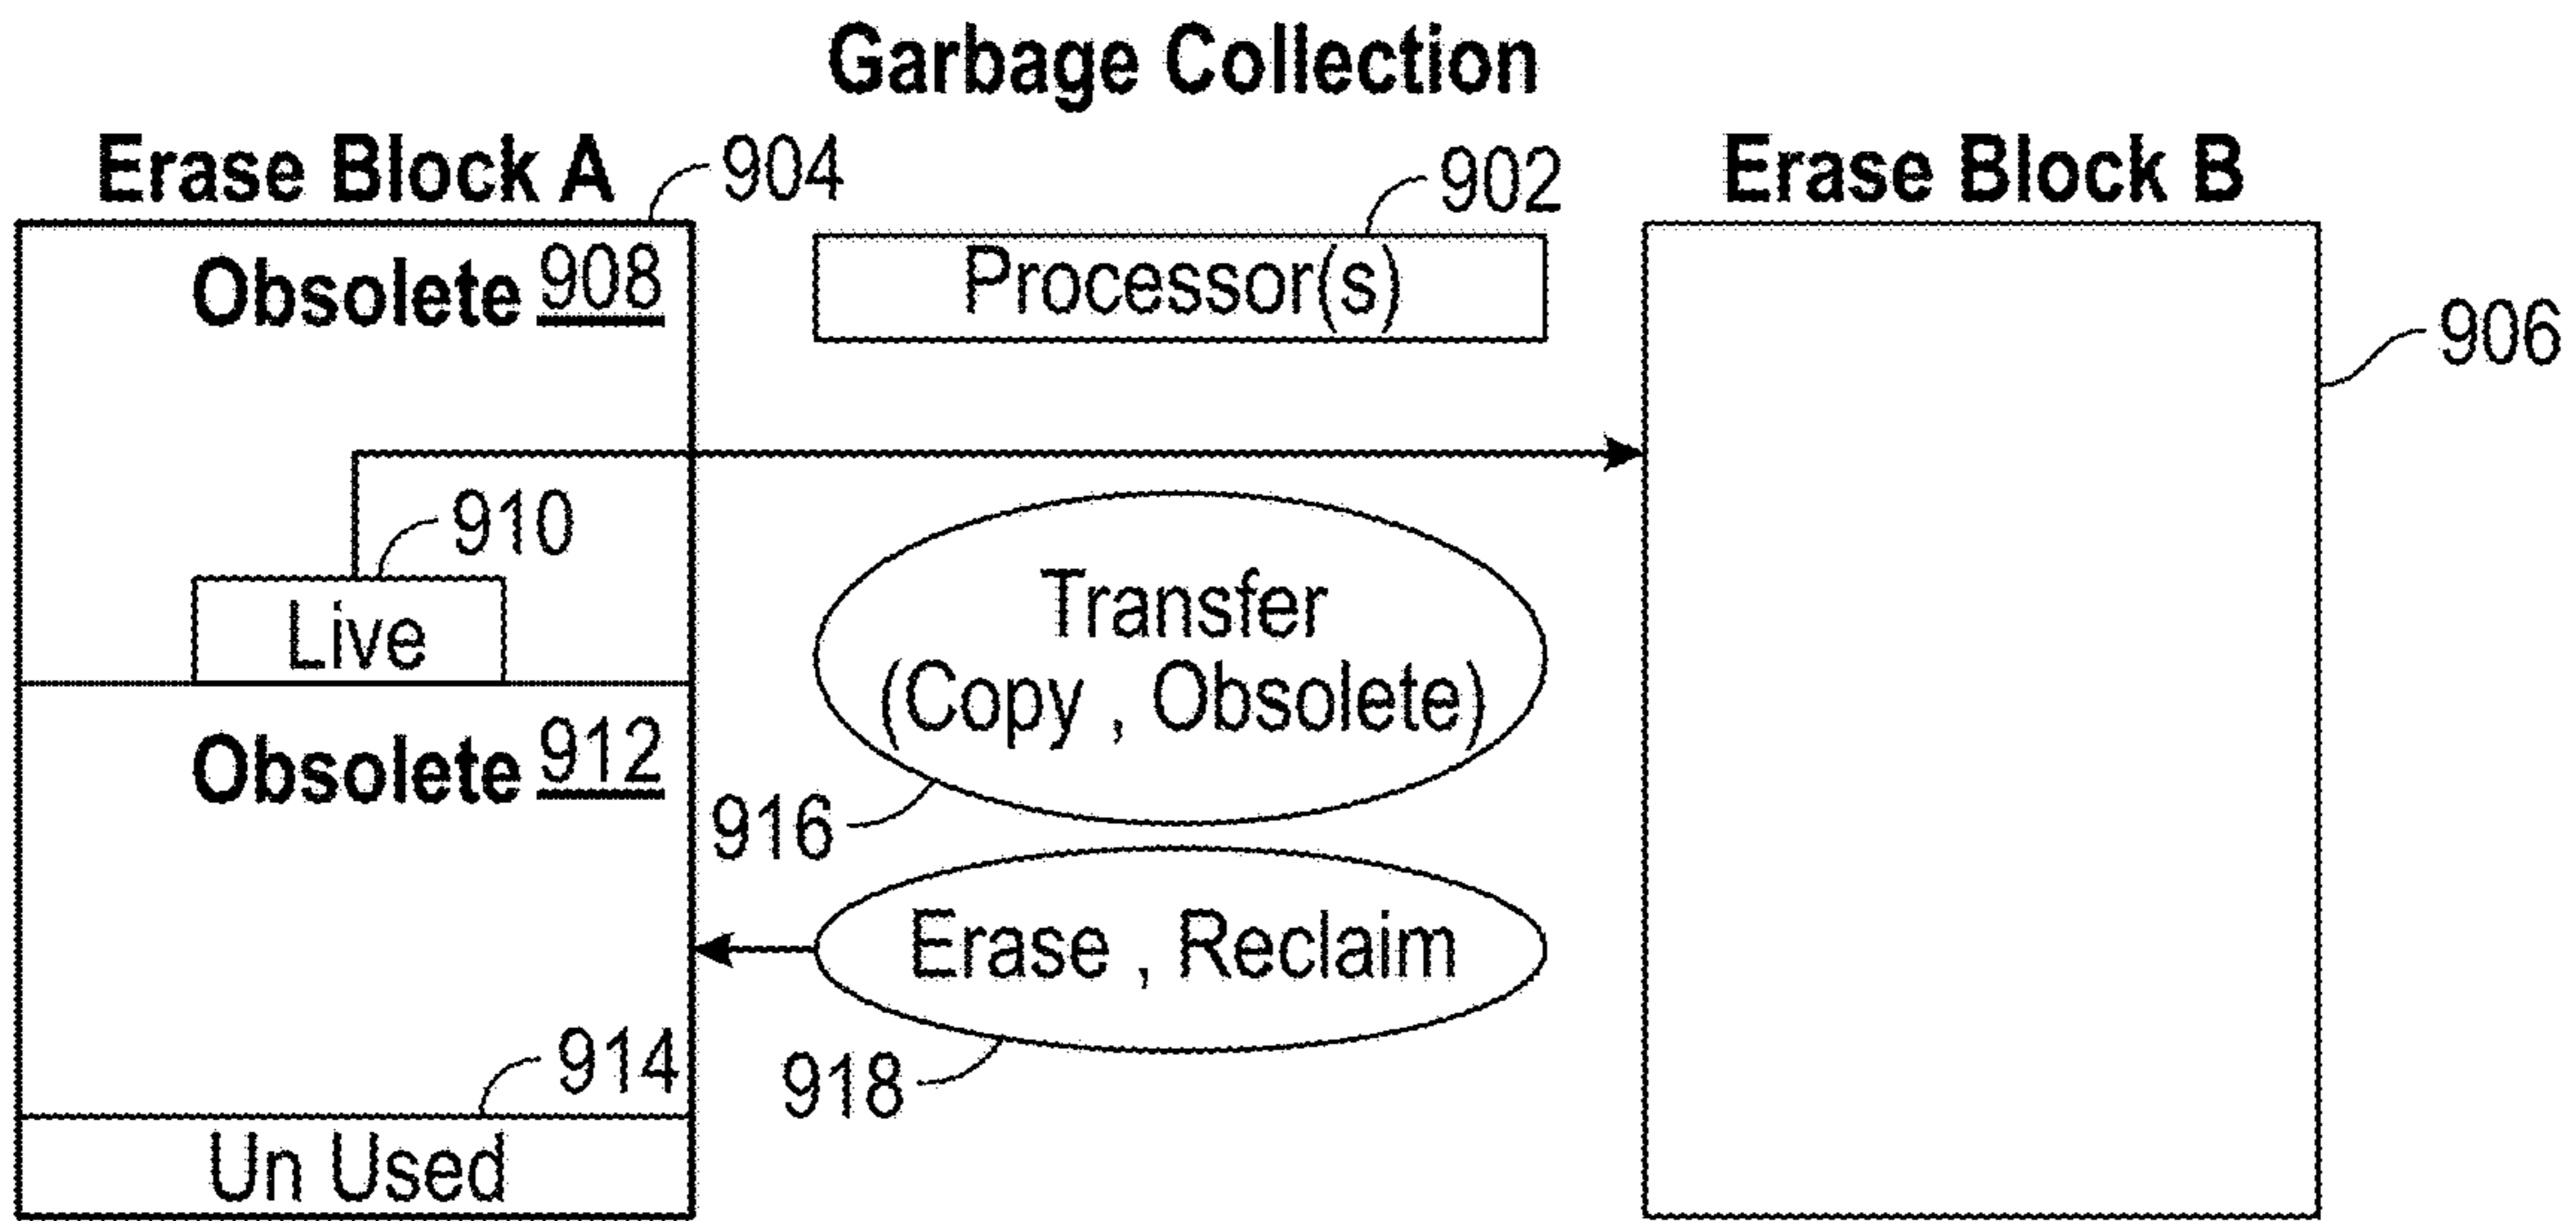 Garbage Collection
Erase Block A
904
902
Erase Block B
Obsolete 908
Processor(s)
906
910
Live
Transfer
(Copy , Obsolete)
Obsolete 912
916
Erase , Reclaim
914
918
Un Used